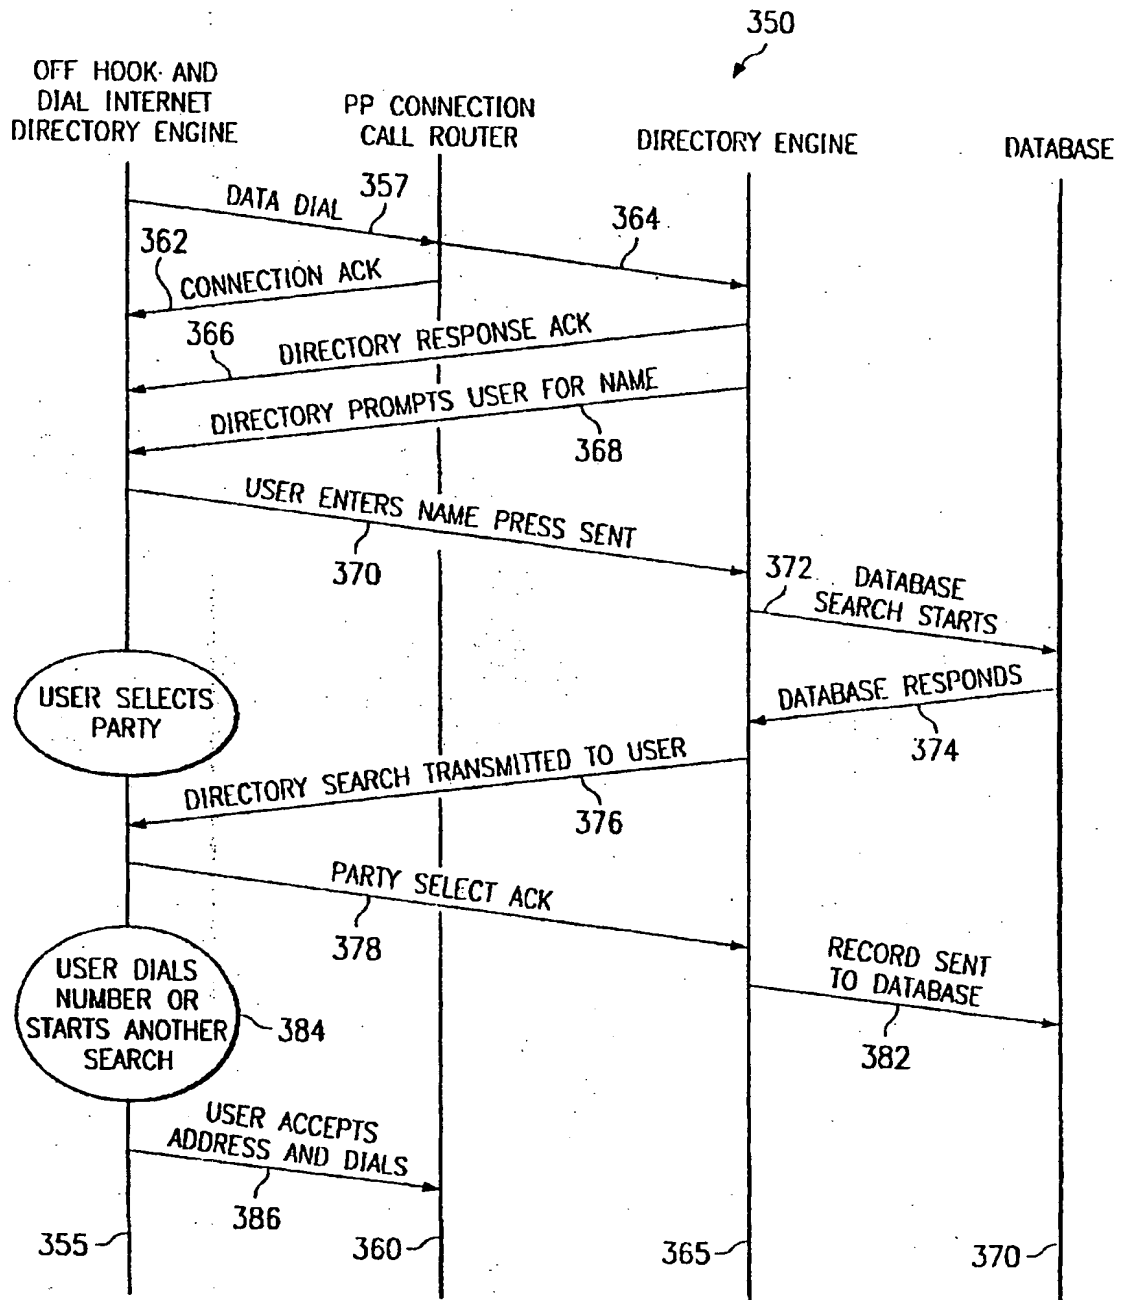 350
OFF HOOK AND
DIAL INTERNET
DIRECTORY ENGINE
PP CONNECTION
CALL ROUTER
DIRECTORY ENGINE
DATABASE
DATA DIAL
357
364
362
CONNECTION ACK
366
DIRECTORY RESPONSE ACK
DIRECTORY PROMPTS USER FOR NAME
368
USER ENTERS NAME PRESS SENT
370
372
DATABASE
SEARCH STARTS
USER SELECTS
PARTY
DATABASE RESPONDS
374
DIRECTORY SEARCH TRANSMITTED TO USER
376
PARTY SELECT ACK
378
RECORD SENT
TO DATABASE
382
USER DIALS
NUMBER OR
STARTS ANOTHER
SEARCH
384
USER ACCEPTS
ADDRESS AND DIALS
386
355
360
365
370